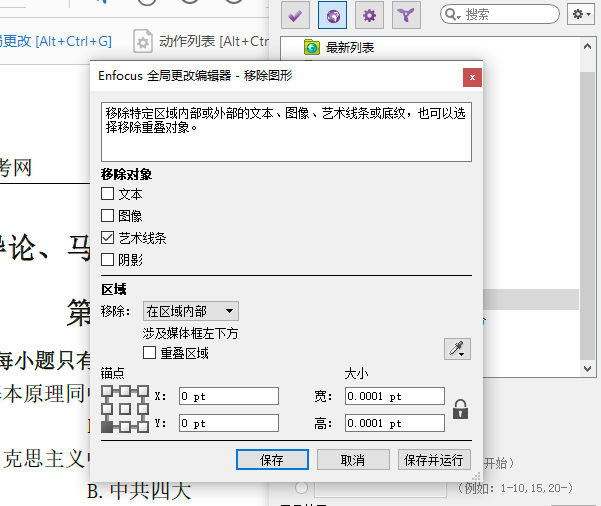 局更改 [Alt+Ctrl+G]
动作列表 [Alt+Ct
搜索
最新列表
Enfocus 全局更改编辑器 - 移除图形
x
移除特定区域内部或外部的文本、图像、艺术线条或底纹，也可以选
择移除重叠对象。
移除对象
文本
图像
艺术线条
阴影
区域
移除：
在区域内部
涉及媒体框左下方
重叠区域
锚点
大小
X：
0 pt
宽：
0.0001 pt
Y：
0 pt
高：
0.0001 pt
保存
取消
保存并运行
考网
论、马
第
每小题只有
本原理同
克思主义
B. 中共四大
开始）
（例如：1-10,15,20-）